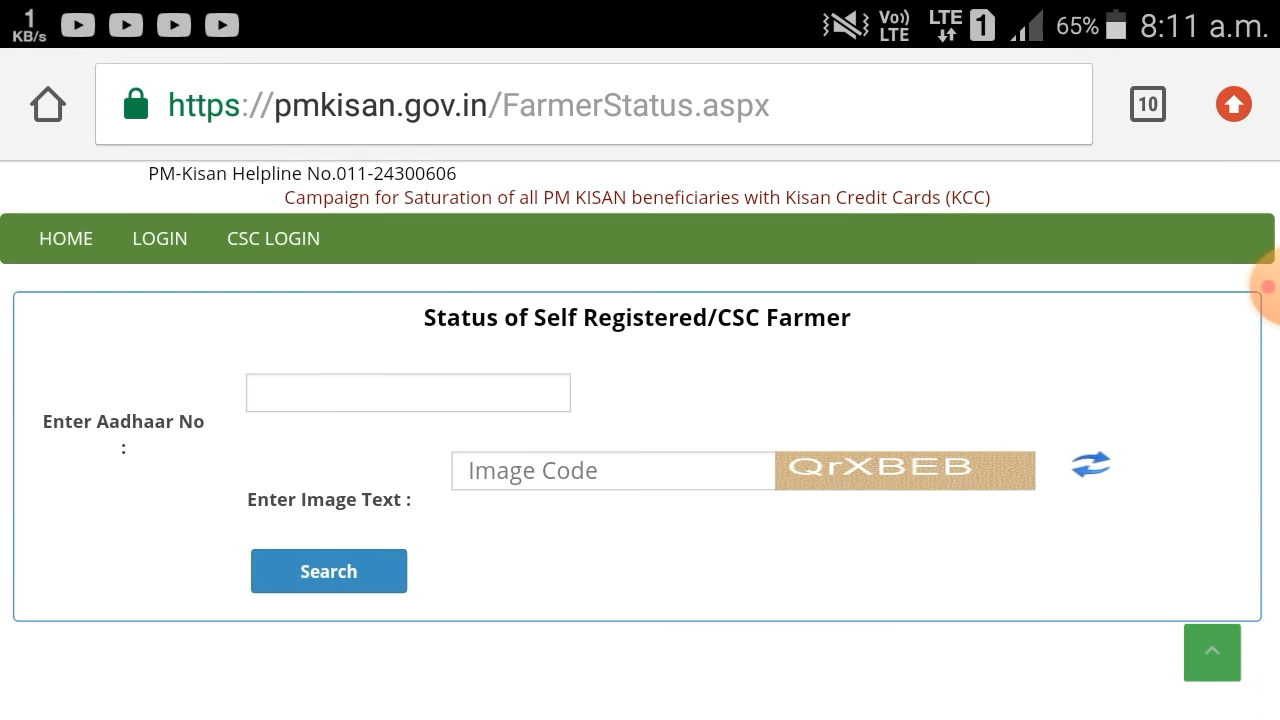 1
KB/s
Vo))
LTE
LTE
1
65%
8:11 a.m.
https://pmkisan.gov.in/FarmerStatus.aspx
10
PM-Kisan Helpline No.011-24300606
Campaign for Saturation of all PM KISAN beneficiaries with Kisan Credit Cards (KCC)
HOME LOGIN CSC LOGIN
Status of Self Registered/CSC Farmer
Enter Aadhaar No
:
Image Code
QrXBEB
Enter Image Text :
Search